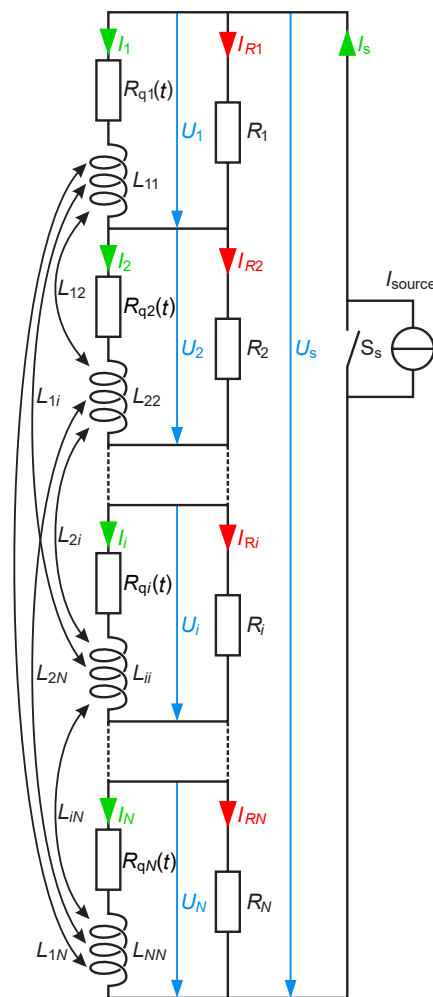 I1 IR1 Is
Rq1(t)
U1 R1
L11
I2 IR2
L12
Rq2(t)
Isource
U2 R2 Us Ss
L1i L22
Ii IRi
L2i
Rqi(t)
Ui Ri
L2N Lii
IN IRN
LiN
RqN(t)
UN RN
L1N LNN